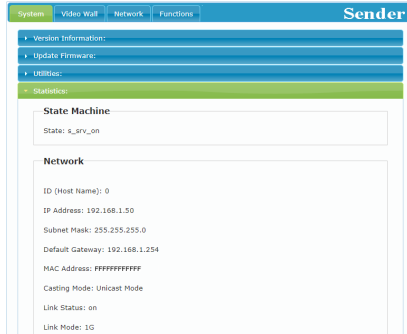 System Video Wall Network Functions Sender
Version Information:
Update Firmware:
Utilities:
Statistics:
State Machine
State: s_srv_on
Network
ID (Host Name): 0
IP Address: 192.168.1.50
Subnet Mask: 255.255.255.0
Default Gateway: 192.168.1.254
MAC Address: FFFFFFFFFFFF
Casting Mode: Unicast Mode
Link Status: on
Link Mode: 1G